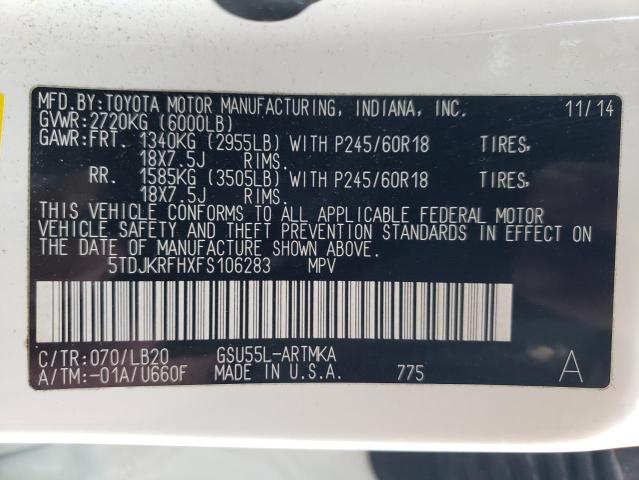 MFD.BY:TOYOTA MOTOR MANUFACTURING, INDIANA, INC. 11/14
GVWR:2720KG (6000LB)
GAWR:FRT. 1340KG (2955LB) WITH P245/60R18 TIRES,
18X7.5J RIMS.
RR. 1585KG (3505LB) WITH P245/60R18 TIRES,
18X7.5J RIMS.
THIS VEHICLE CONFORMS TO ALL APPLICABLE FEDERAL MOTOR
VEHICLE SAFETY AND THEFT PREVENTION STANDARDS IN EFFECT ON
THE DATE OF MANUFACTURE SHOWN ABOVE.
5TDJKRFHXFS106283 MPV
C/TR:070/LB20 GSU55L-ARTMKA
A/TM:-01A/U660F MADE IN U.S.A. 775 A